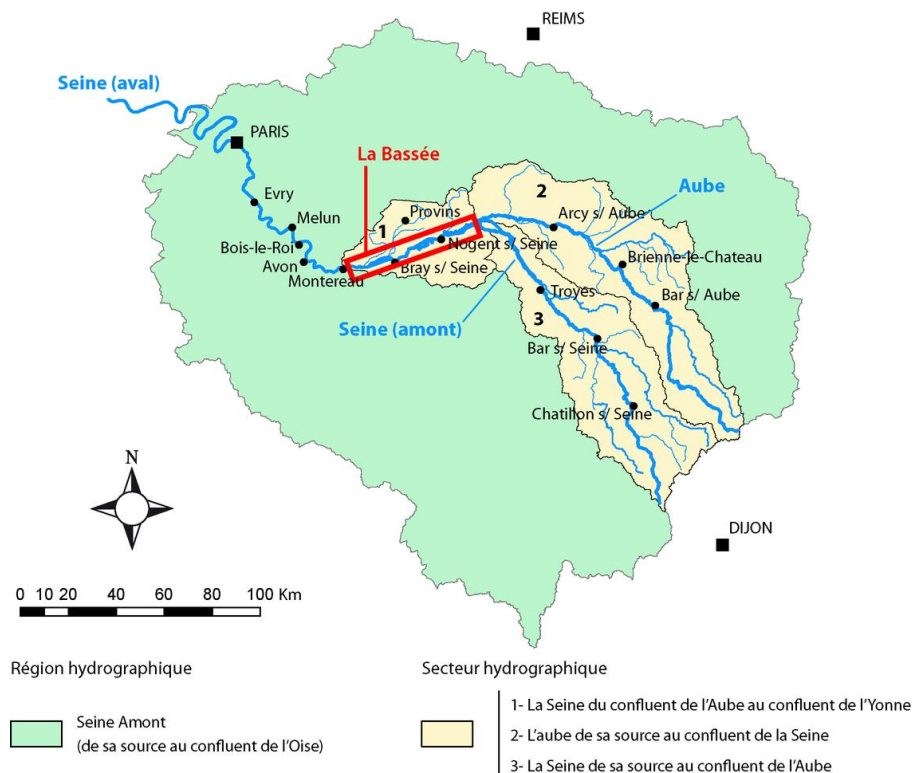 REIMS
Seine (aval)
PARIS
La Bassée
2
Aube
Evry
Provins
Arcy s/ Aube
Melun
1
Bois-le-Roi
Nogent s/ Seine
Brienne-le-Chateau
Avon
Bray s/ Seine
Montereau
Troyes
Bar s/ Aube
Seine (amont)
3
Bar s/ Seine
Chatillon s/ Seine
N
DIJON
0 10 20 40 60 80 100 Km
Région hydrographique
Secteur hydrographique
Seine Amont
(de sa source au confluent de l'Oise)
1- La Seine du confluent de l'Aube au confluent de l'Yonne
2- L'aube de sa source au confluent de la Seine
3- La Seine de sa source au confluent de l'Aube